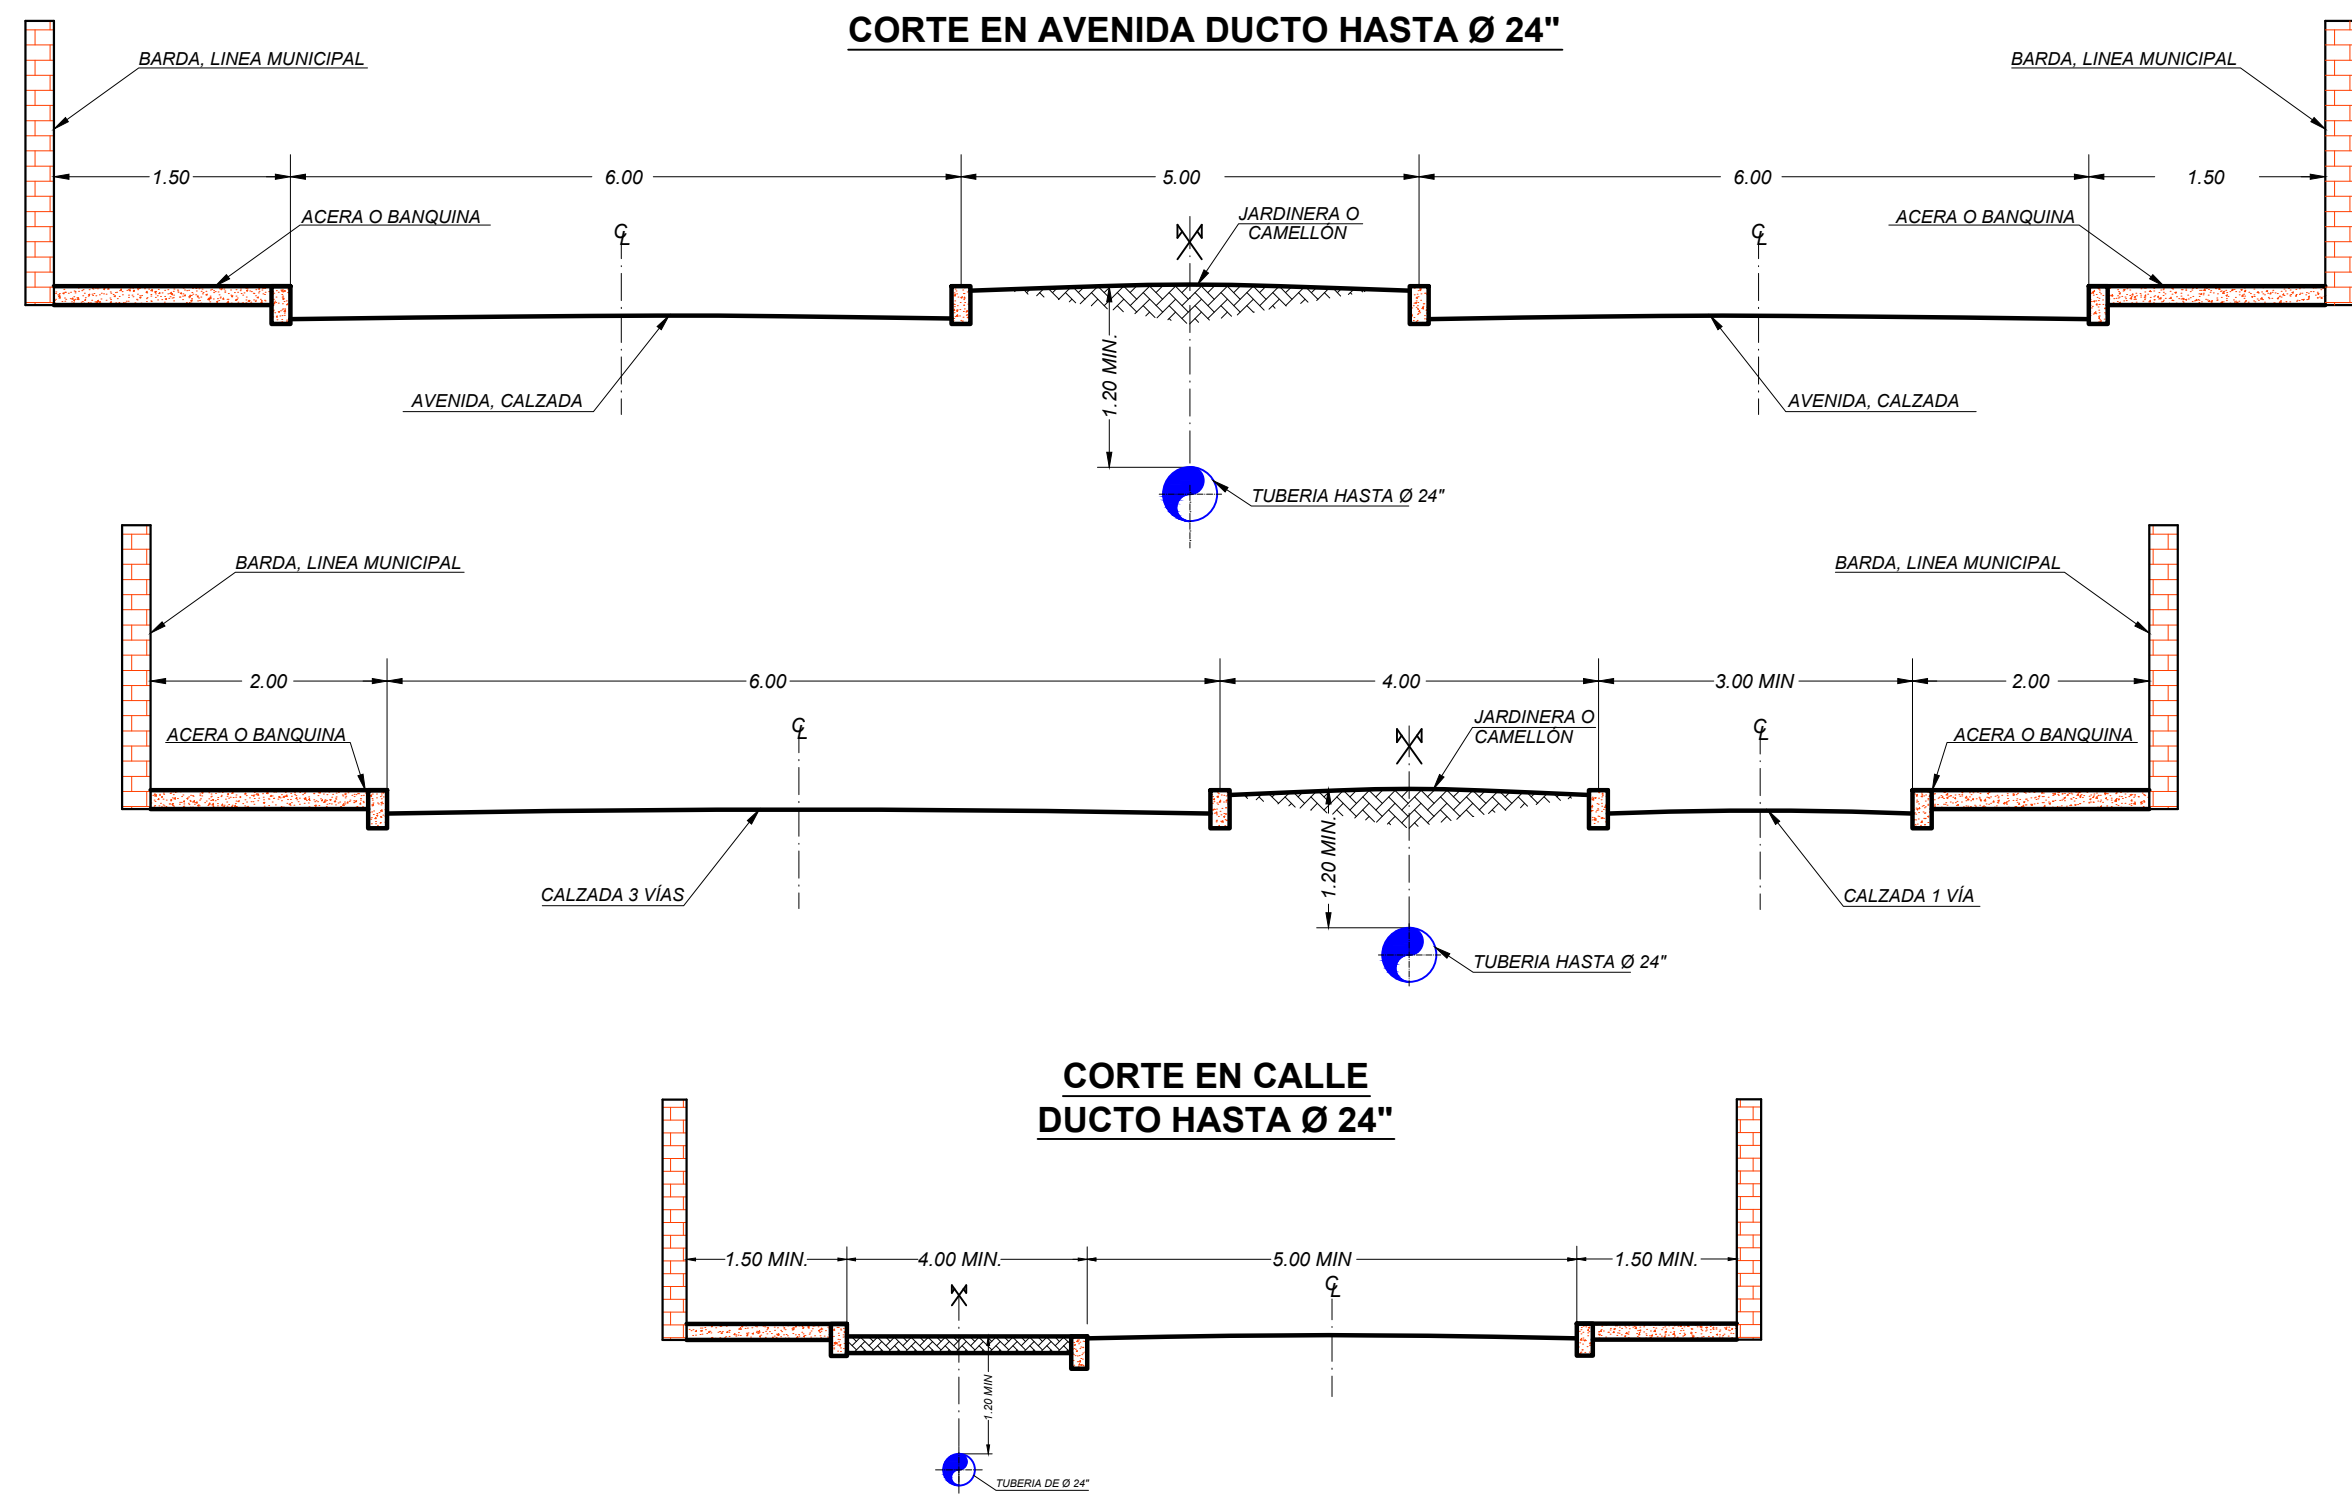 CORTE EN AVENIDA DUCTO HASTA Ø 24"
BARDA, LINEA MUNICIPAL
BARDA, LINEA MUNICIPAL
1.50
6.00
5.00
6.00
1.50
ACERA O BANQUINA
℄
JARDINERA O
CAMELLÓN
℄
ACERA O BANQUINA
1.20 MIN.
AVENIDA, CALZADA
AVENIDA, CALZADA
TUBERIA HASTA Ø 24"
BARDA, LINEA MUNICIPAL
BARDA, LINEA MUNICIPAL
2.00
6.00
4.00
3.00 MIN
2.00
ACERA O BANQUINA
℄
JARDINERA O
CAMELLÓN
℄
ACERA O BANQUINA
1.20 MIN.
CALZADA 3 VÍAS
CALZADA 1 VÍA
TUBERIA HASTA Ø 24"
CORTE EN CALLE
DUCTO HASTA Ø 24"
1.50 MIN.
4.00 MIN.
5.00 MIN
1.50 MIN.
℄
1.20 MIN
TUBERIA DE Ø 24"